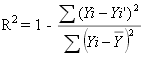 R² = 1 - ∑(Yi – Yi')² / ∑(Yi – Ȳ)²